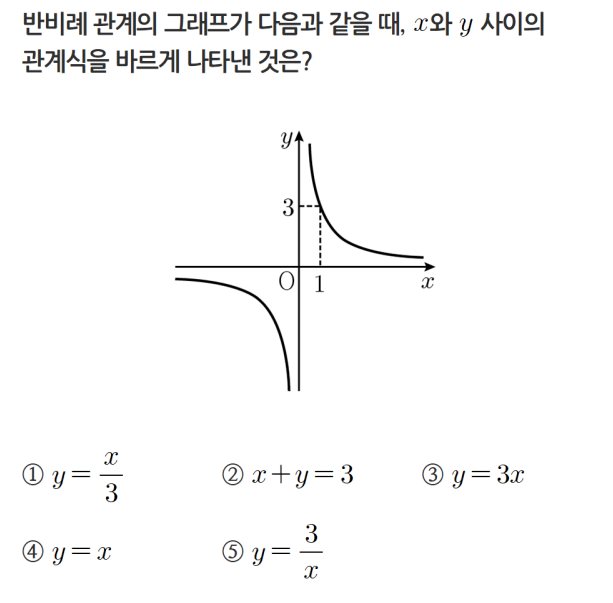 반비례 관계의 그래프가 다음과 같을 때, x와 y 사이의
관계식을 바르게 나타낸 것은?
y
3
O 1 x
① y = x/3 ② x + y = 3 ③ y = 3x
④ y = x ⑤ y = 3/x